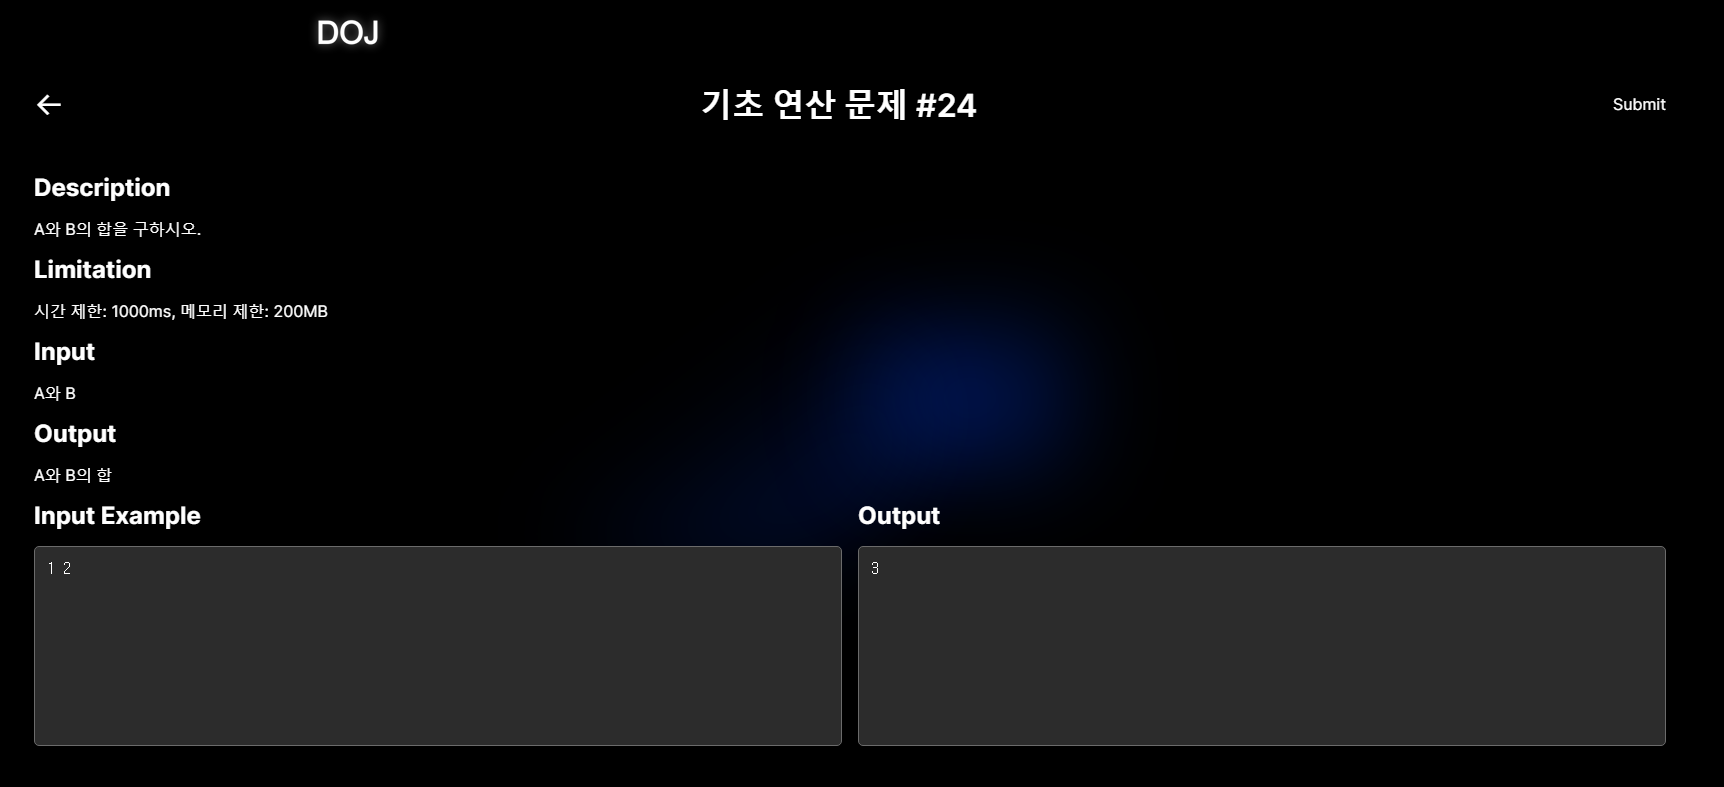 DOJ
기초 연산 문제 #24
Submit
Description
A와 B의 합을 구하시오.
Limitation
시간 제한: 1000ms, 메모리 제한: 200MB
Input
A와 B
Output
A와 B의 합
Input Example
1 2
Output
3